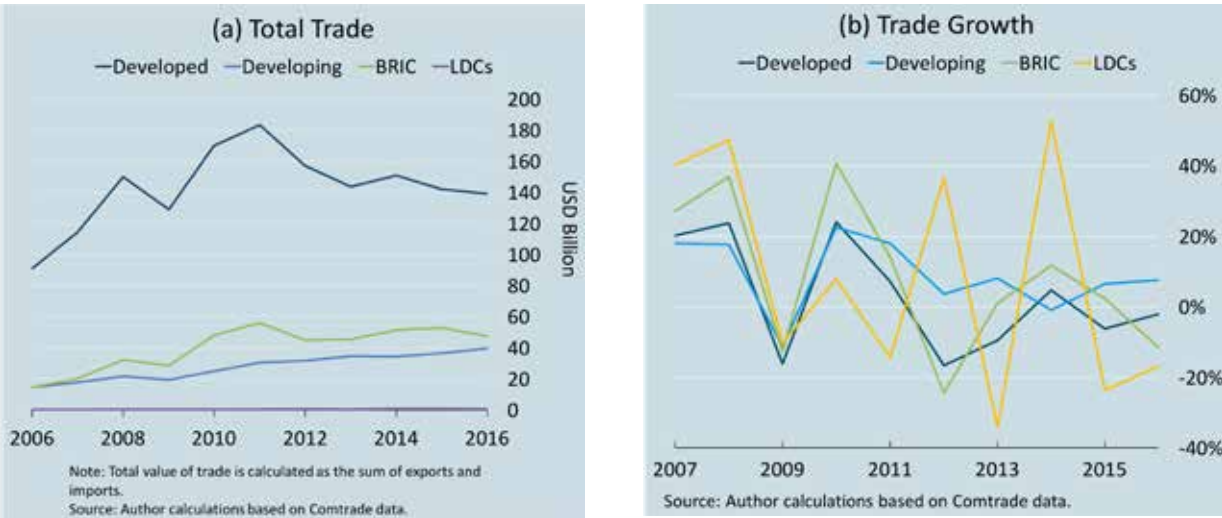 (a) Total Trade
Developed Developing BRIC LDCs
200
180
160
140
120
100
80
60
40
20
0
USD Billion
2006 2008 2010 2012 2014 2016
Note: Total value of trade is calculated as the sum of exports and
imports.
Source: Author calculations based on Comtrade data.
(b) Trade Growth
Developed Developing BRIC LDCs
60%
40%
20%
0%
-20%
-40%
2007 2009 2011 2013 2015
Source: Author calculations based on Comtrade data.